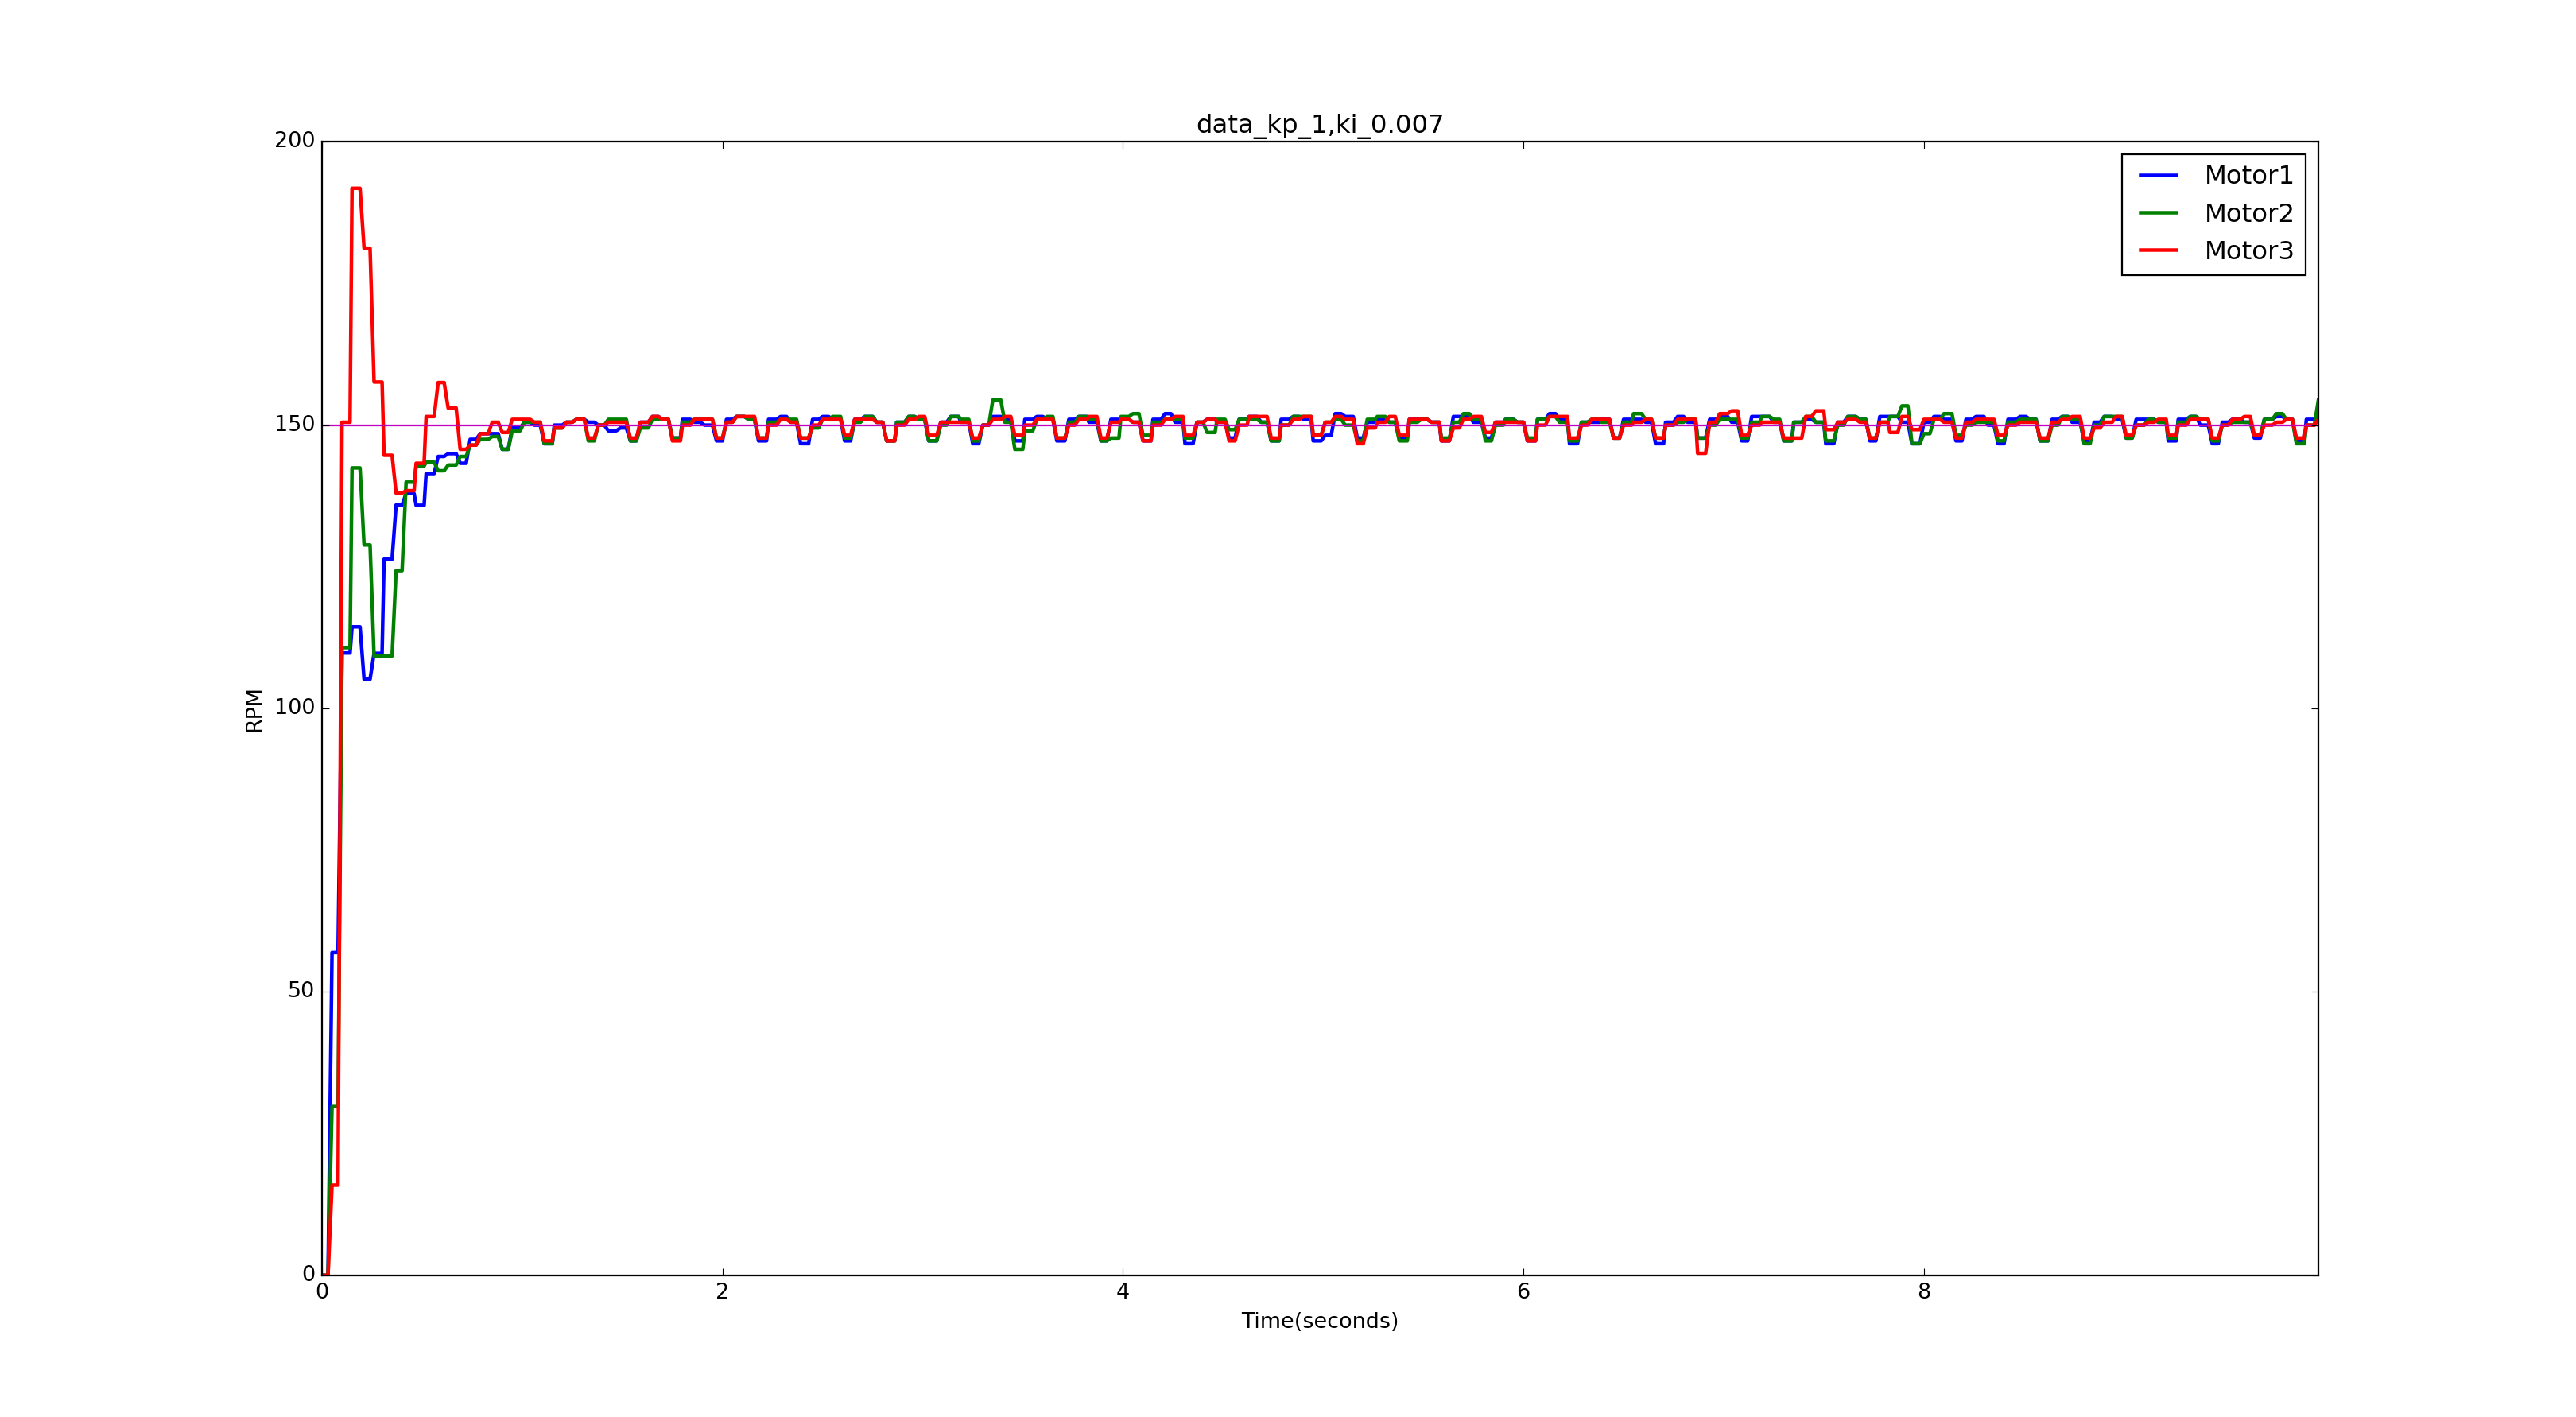 data_kp_1,ki_0.007
200
150
100
50
0
RPM
Motor1
Motor2
Motor3
0 2 4 6 8
Time(seconds)